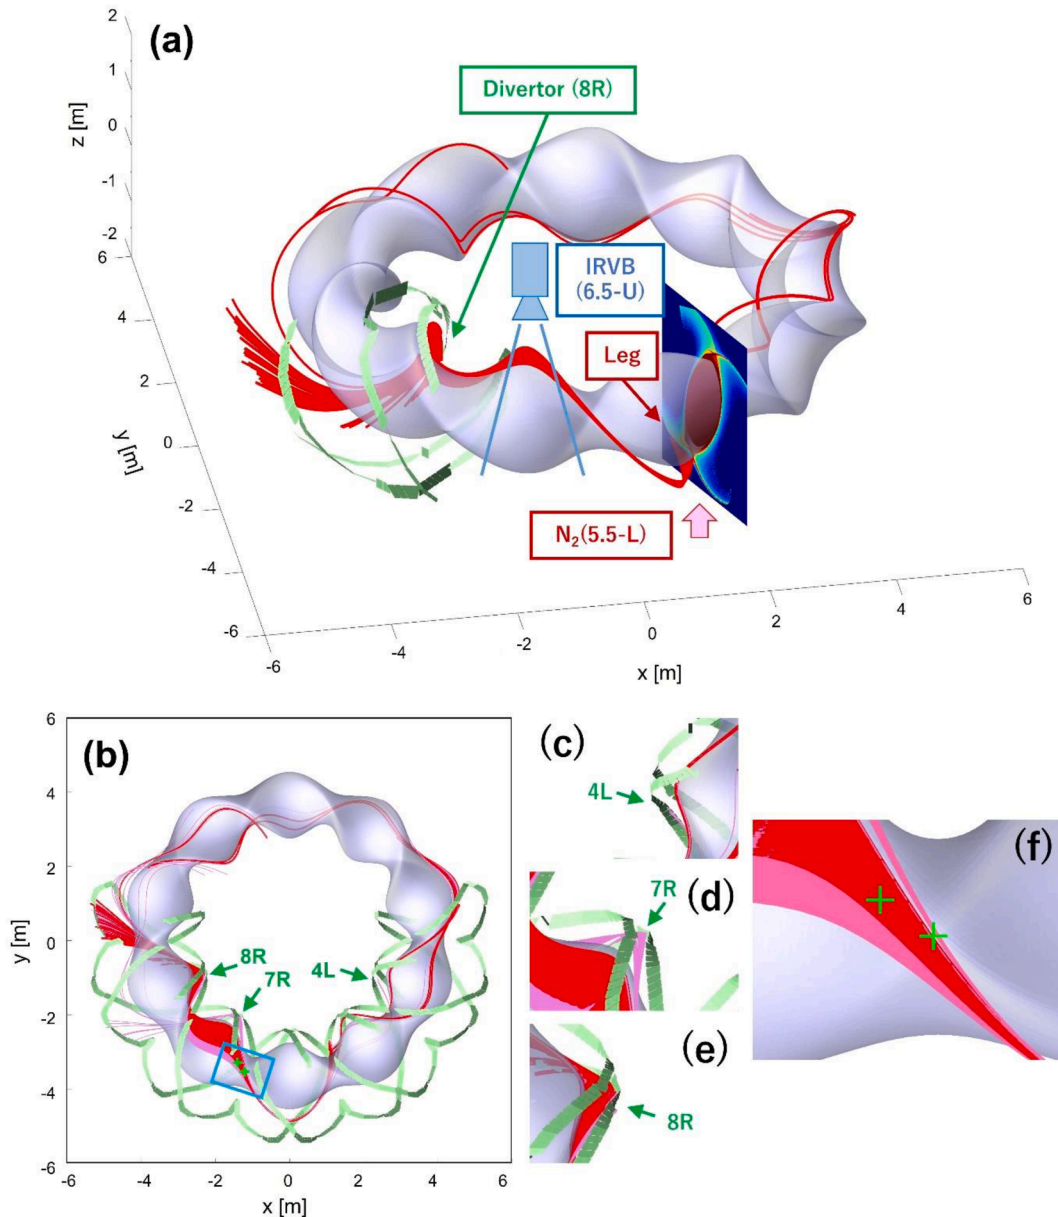 (a)
2
1
0
-1
-2
z [m]
6
4
2
0
-2
-4
-6
y [m]
Divertor (8R)
IRVB
(6.5-U)
Leg
N₂(5.5-L)
-6
-4
-2
0
2
4
6
x [m]
(b)
6
4
2
0
-2
-4
-6
y [m]
8R
7R
4L
-6
-4
-2
0
2
4
6
x [m]
(c)
4L
(d)
7R
(e)
8R
(f)